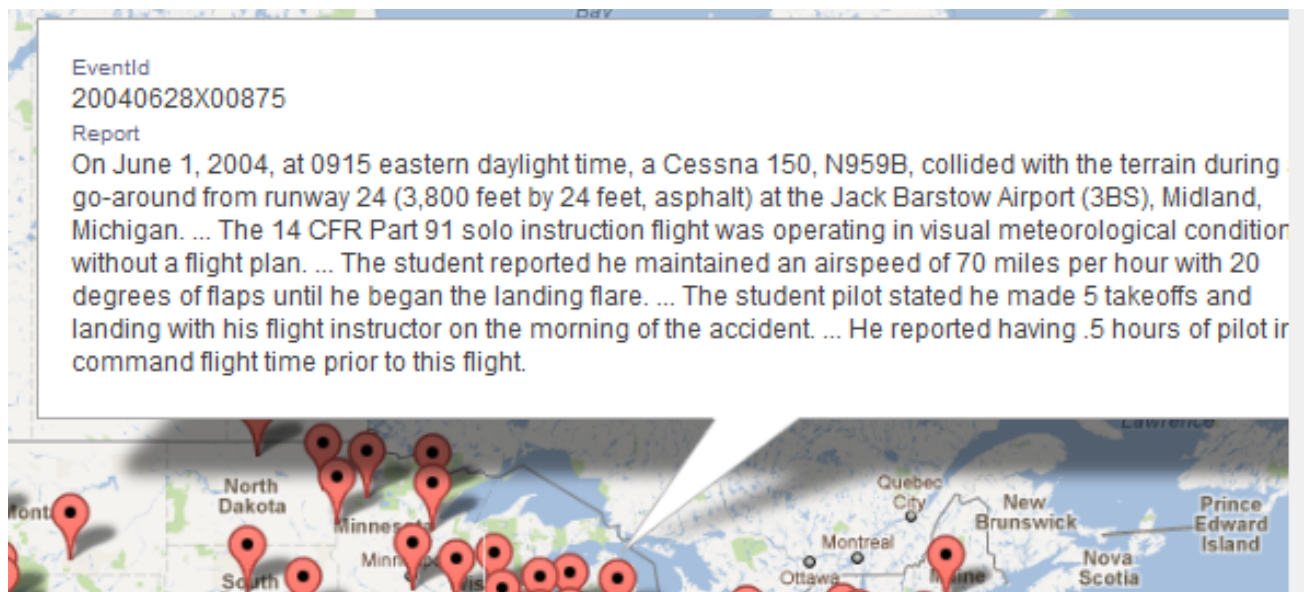 Bay
EventId
20040628X00875
Report
On June 1, 2004, at 0915 eastern daylight time, a Cessna 150, N959B, collided with the terrain during
go-around from runway 24 (3,800 feet by 24 feet, asphalt) at the Jack Barstow Airport (3BS), Midland,
Michigan. ... The 14 CFR Part 91 solo instruction flight was operating in visual meteorological condition
without a flight plan. ... The student reported he maintained an airspeed of 70 miles per hour with 20
degrees of flaps until he began the landing flare. ... The student pilot stated he made 5 takeoffs and
landing with his flight instructor on the morning of the accident. ... He reported having .5 hours of pilot in
command flight time prior to this flight.
Lawrence
North
Dakota
Quebec
City
New
Brunswick
Prince
Edward
Island
Mont
Minnesota
Montreal
Ottawa
Nova
Scotia
South
Maine